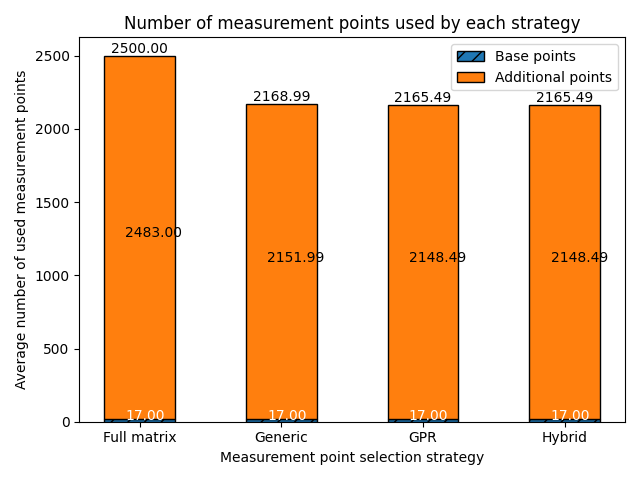 Number of measurement points used by each strategy
Average number of used measurement points
2500
2000
1500
1000
500
0
Base points
Additional points
2500.00
2168.99
2165.49
2165.49
2483.00
2151.99
2148.49
2148.49
17.00
17.00
17.00
17.00
Full matrix
Generic
GPR
Hybrid
Measurement point selection strategy